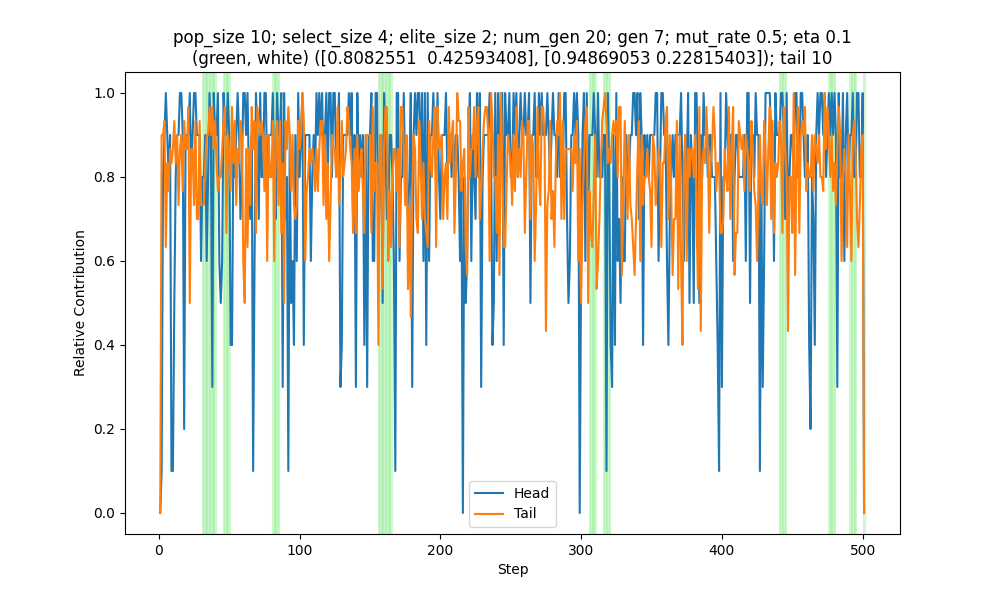 pop_size 10; select_size 4; elite_size 2; num_gen 20; gen 7; mut_rate 0.5; eta 0.1
(green, white) ([0.8082551  0.42593408], [0.94869053 0.22815403]); tail 10
1.0
0.8
0.6
0.4
0.2
0.0
Relative Contribution
Head
Tail
0
100
200
300
400
500
Step